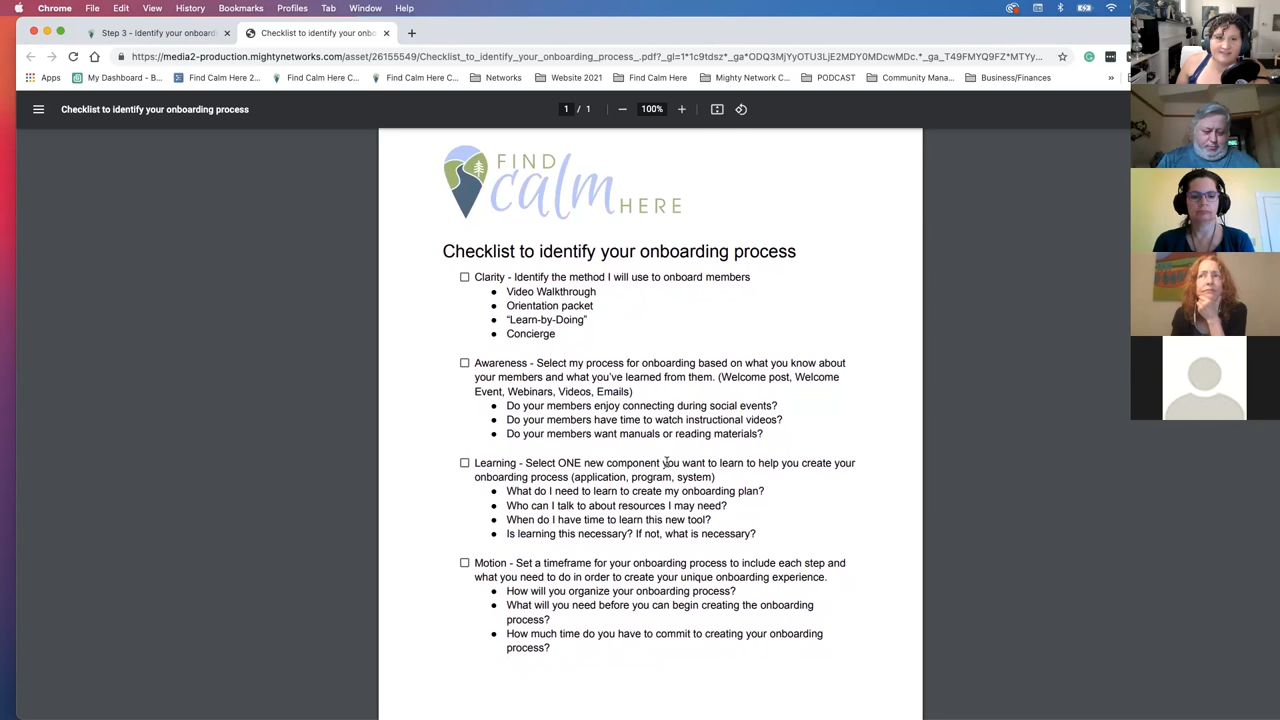 Chrome File Edit View History Bookmarks Profiles Tab Window Help
Step 3 - Identify your onboardi
Checklist to identify your onbo
https://media2-production.mightynetworks.com/asset/26155549/Checklist_to_identify_your_onboarding_process_.pdf?_gl=1*1c9tdsz*_ga*ODQ3MjYyOTU3LjE2MDY0MDcwMDc.*_ga_T49FMYQ9FZ*MTYy...
Apps My Dashboard - B... Find Calm Here 2... Find Calm Here C... Find Calm Here C... Networks Website 2021 Find Calm Here Mighty Network C... PODCAST Community Mana... Business/Finances »
Checklist to identify your onboarding process
1 / 1 — 100% +
FIND
calm HERE
Checklist to identify your onboarding process
Clarity - Identify the method I will use to onboard members
● Video Walkthrough
● Orientation packet
● “Learn-by-Doing”
● Concierge
Awareness - Select my process for onboarding based on what you know about
your members and what you’ve learned from them. (Welcome post, Welcome
Event, Webinars, Videos, Emails)
● Do your members enjoy connecting during social events?
● Do your members have time to watch instructional videos?
● Do your members want manuals or reading materials?
Learning - Select ONE new component you want to learn to help you create your
onboarding process (application, program, system)
● What do I need to learn to create my onboarding plan?
● Who can I talk to about resources I may need?
● When do I have time to learn this new tool?
● Is learning this necessary? If not, what is necessary?
Motion - Set a timeframe for your onboarding process to include each step and
what you need to do in order to create your unique onboarding experience.
● How will you organize your onboarding process?
● What will you need before you can begin creating the onboarding
process?
● How much time do you have to commit to creating your onboarding
process?